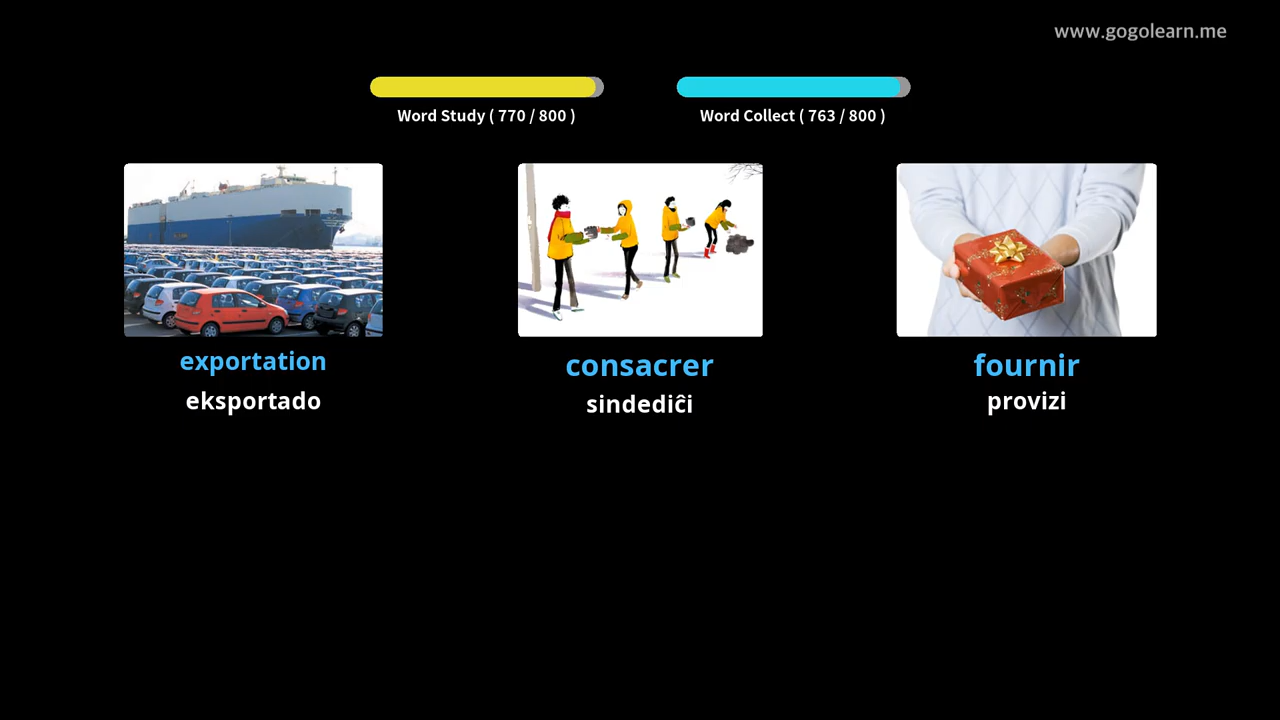 www.gogolearn.me
Word Study ( 770 / 800 )
Word Collect ( 763 / 800 )
exportation
eksportado
consacrer
sindediĉi
fournir
provizi